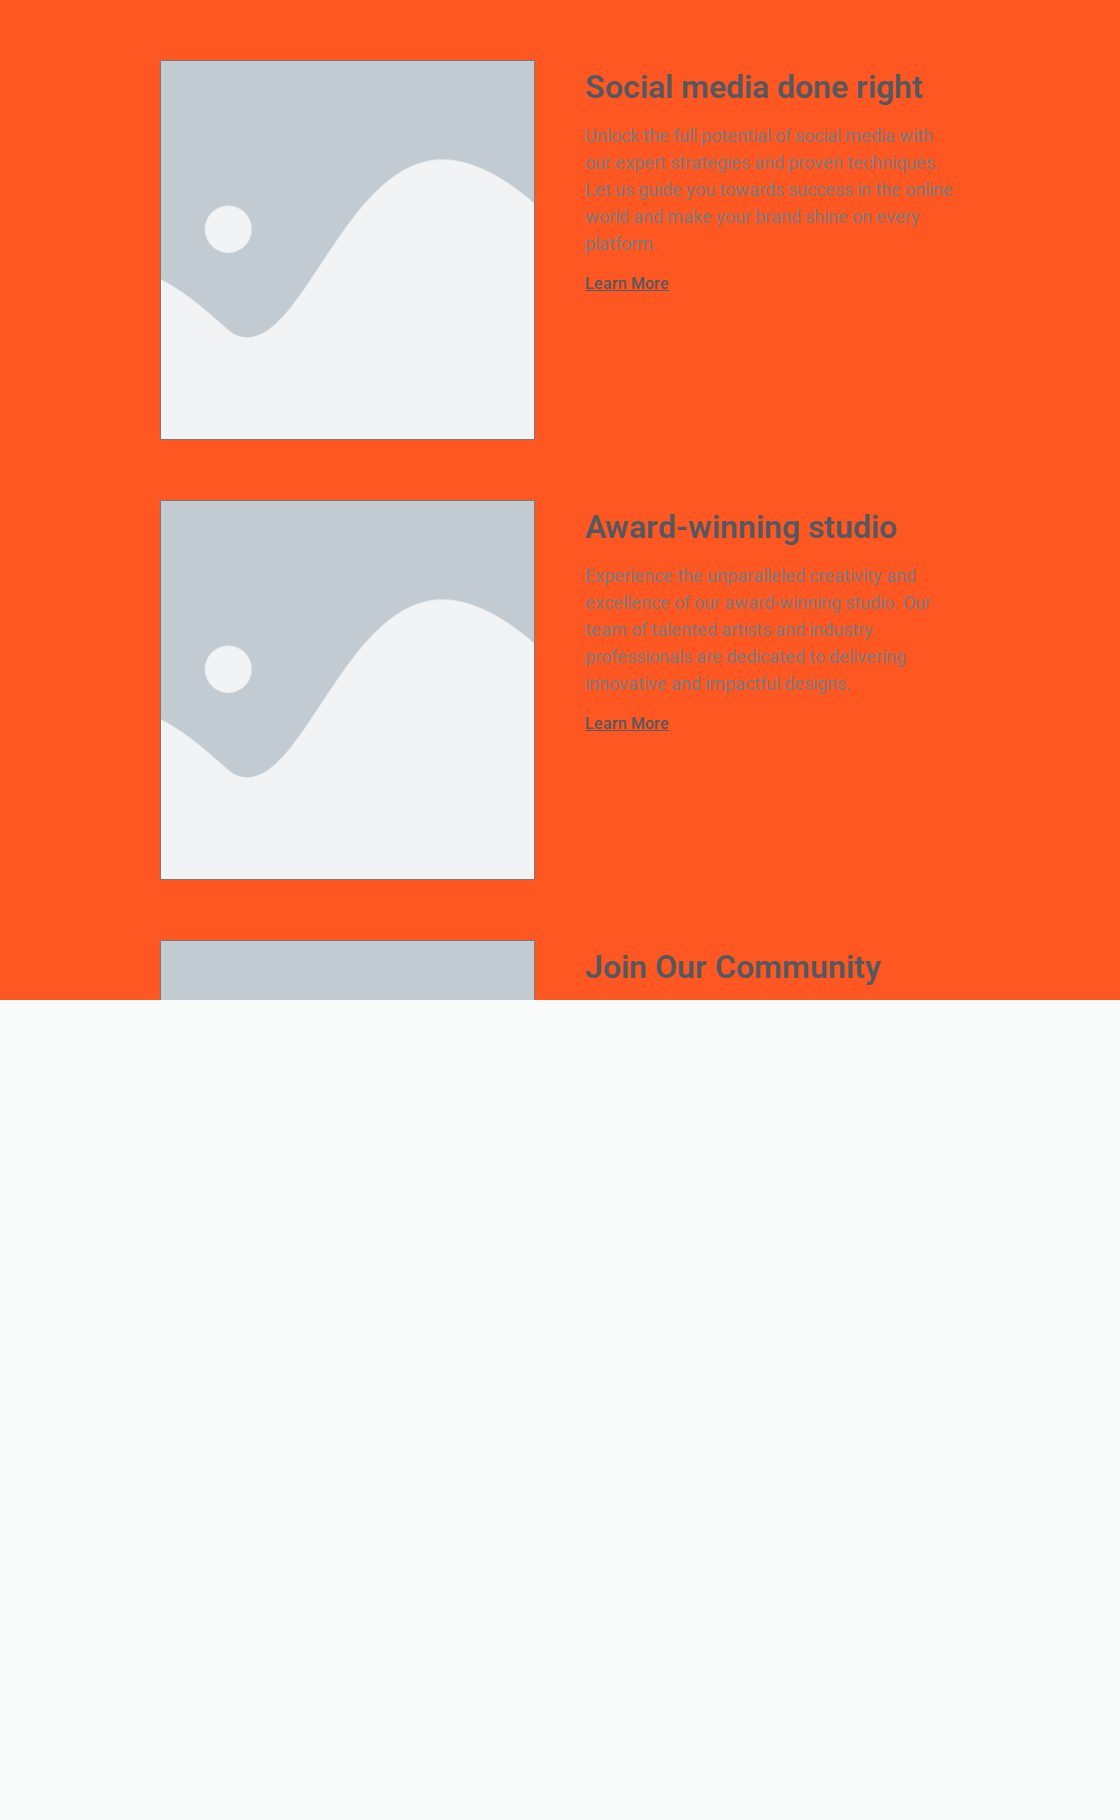 Social media done right
Unlock the full potential of social media with
our expert strategies and proven techniques.
Let us guide you towards success in the online
world and make your brand shine on every
platform.
Learn More
Award-winning studio
Experience the unparalleled creativity and
excellence of our award-winning studio. Our
team of talented artists and industry
professionals are dedicated to delivering
innovative and impactful designs.
Learn More
Join Our Community